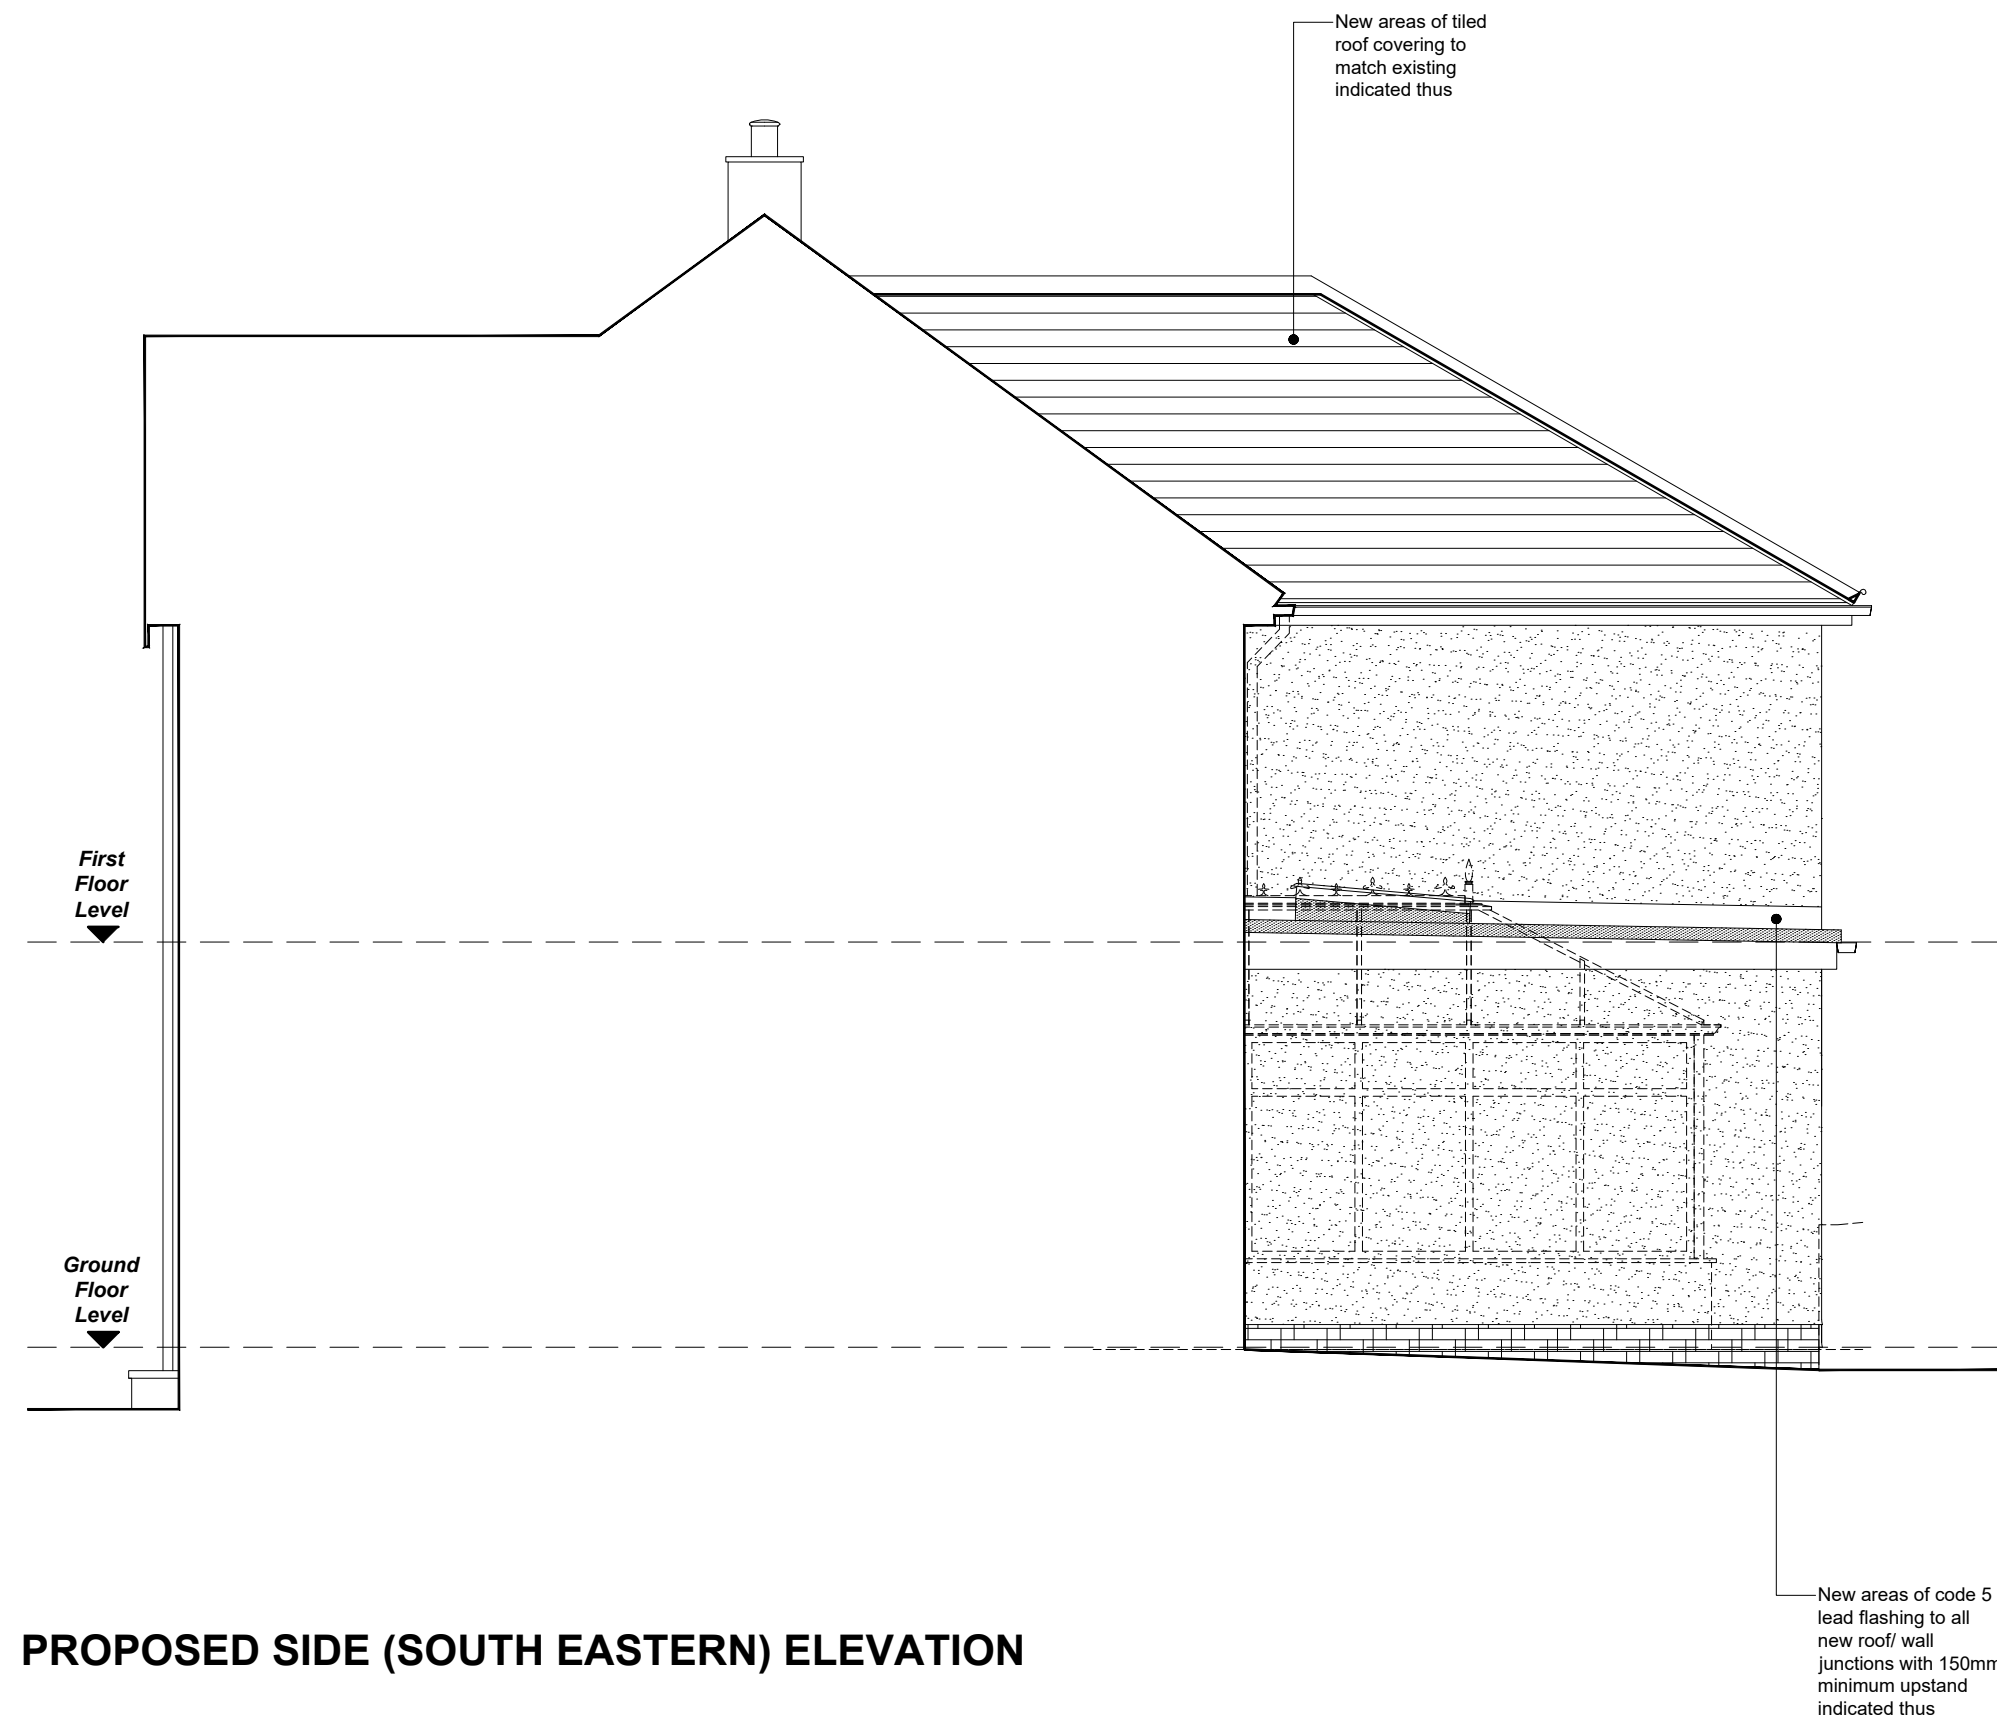 New areas of tiled
roof covering to
match existing
indicated thus
First
Floor
Level
Ground
Floor
Level
PROPOSED SIDE (SOUTH EASTERN) ELEVATION
New areas of code 5
lead flashing to all
new roof/ wall
junctions with 150mm
minimum upstand
indicated thus